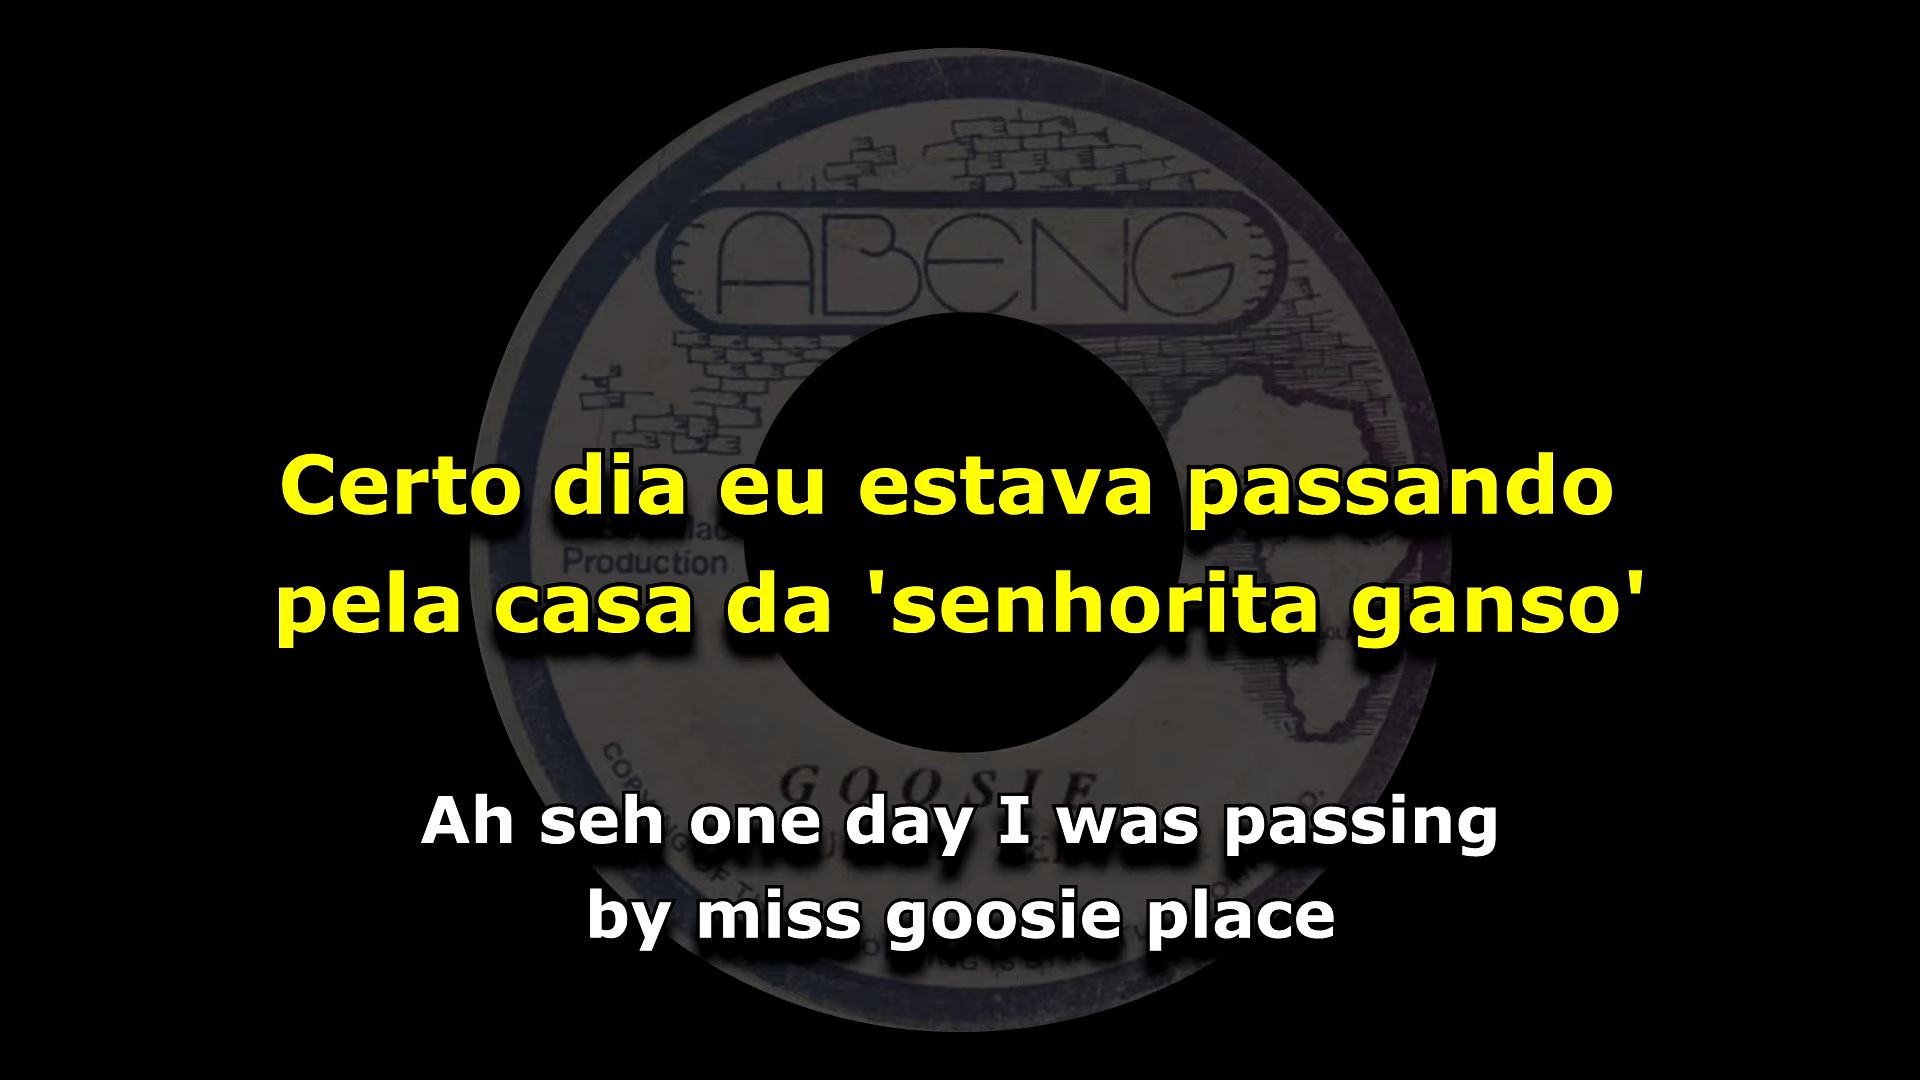 ABENG
Certo dia eu estava passando
Production
pela casa da 'senhorita ganso'
GOOSIE
Ah seh one day I was passing
by miss goosie place